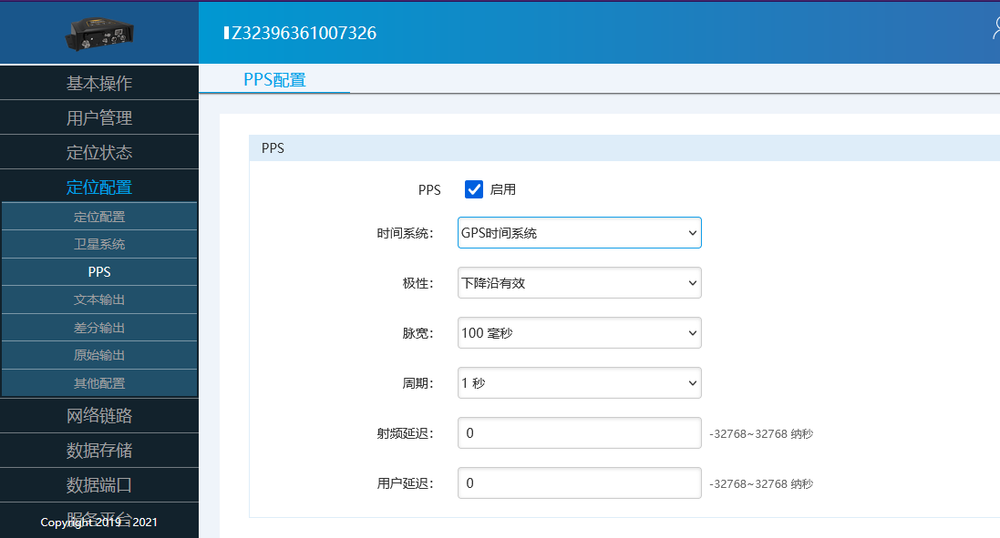 Z32396361007326
基本操作
用户管理
定位状态
定位配置
定位配置
卫星系统
PPS
文本输出
差分输出
原始输出
其他配置
网络链路
数据存储
数据端口
服务平台
Copyright 2019 - 2021
PPS配置
PPS
PPS 启用
时间系统: GPS时间系统
极性: 下降沿有效
脉宽: 100 毫秒
周期: 1 秒
射频延迟: 0 -32768~32768 纳秒
用户延迟: 0 -32768~32768 纳秒